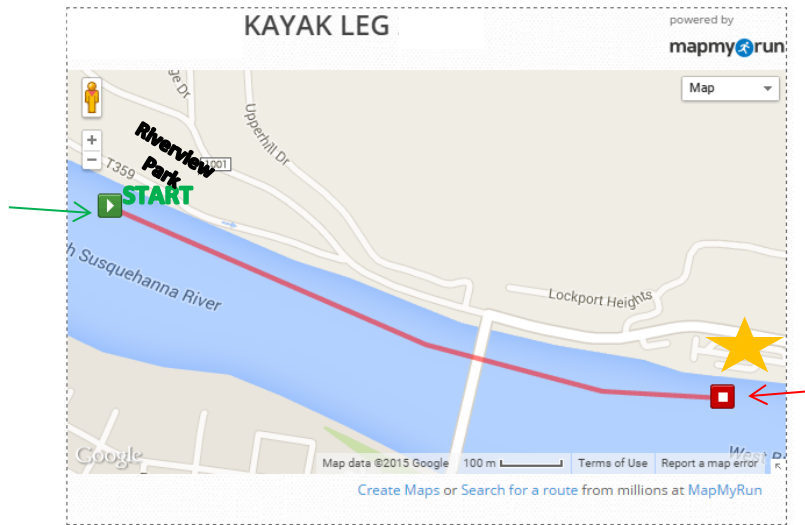 KAYAK LEG
powered by
mapmyrun
Map
Upperhill Dr
ge Dr
Riverview
Park
1001
T359
START
h Susquehanna River
Lockport Heights
Google
Map data ©2015 Google
100 m
Terms of Use
Report a map error
Create Maps or Search for a route from millions at MapMyRun